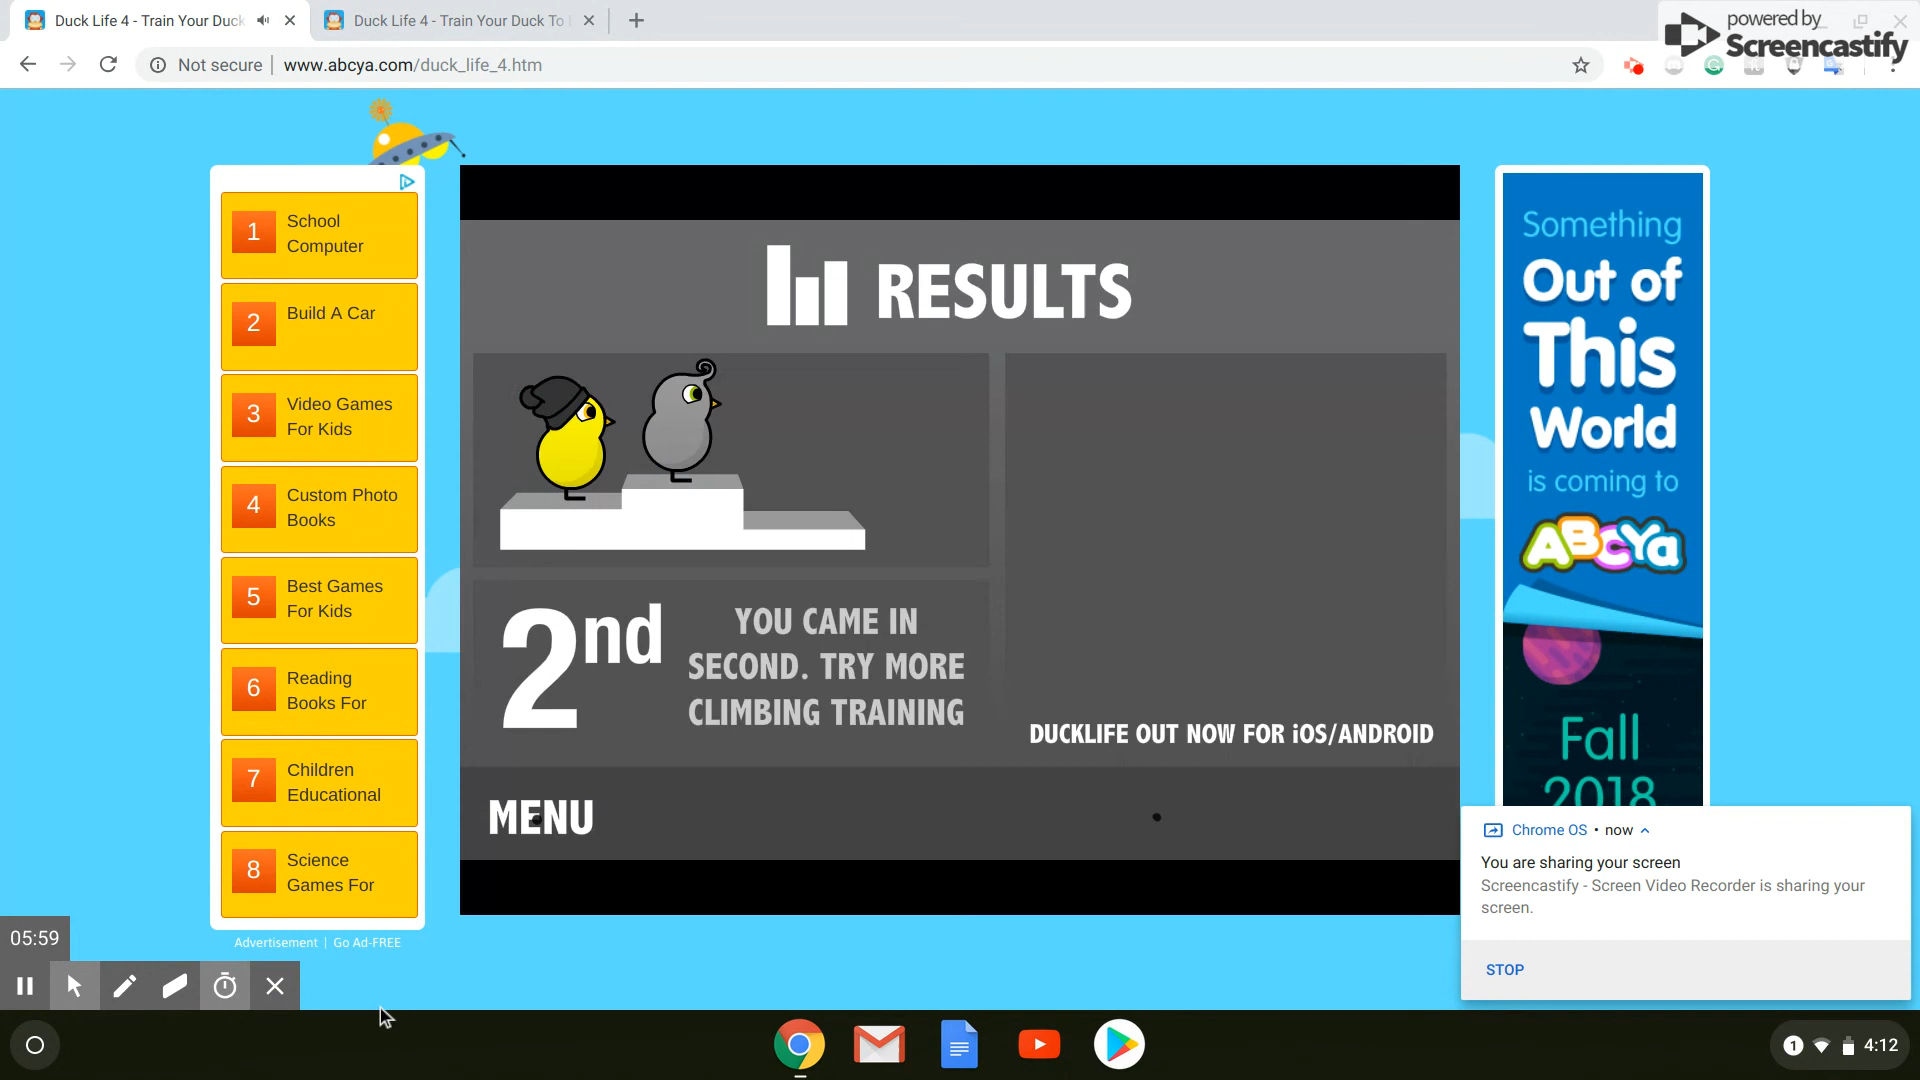 Duck Life 4 - Train Your Duck
Duck Life 4 - Train Your Duck To
powered by
Screencastify
Not secure
www.abcya.com/duck_life_4.htm
1
School
Computer
2
Build A Car
3
Video Games
For Kids
4
Custom Photo
Books
5
Best Games
For Kids
6
Reading
Books For
7
Children
Educational
8
Science
Games For
Advertisement | Go Ad-FREE
RESULTS
2nd
YOU CAME IN
SECOND. TRY MORE
CLIMBING TRAINING
DUCKLIFE OUT NOW FOR iOS/ANDROID
MENU
Something
Out of
This
World
is coming to
ABCYa
Fall
2018
Chrome OS • now
You are sharing your screen
Screencastify - Screen Video Recorder is sharing your
screen.
STOP
05:59
1
4:12